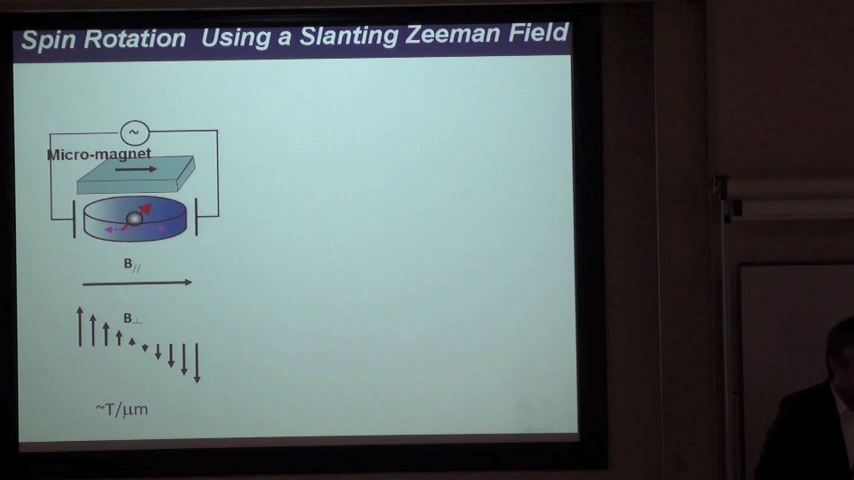 Spin Rotation Using a Slanting Zeeman Field
~
Micro-magnet
B//
B⊥
~T/μm